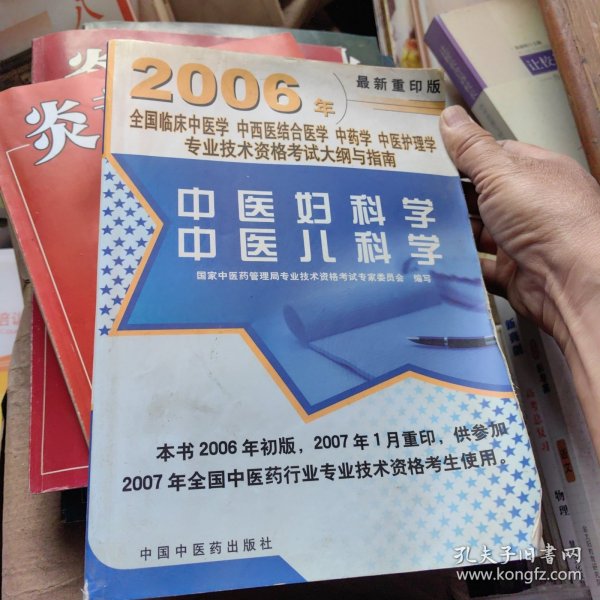 2006年
最新重印版
全国临床中医学 中西医结合医学 中药学 中医护理学
专业技术资格考试大纲与指南
中医妇科学
中医儿科学
国家中医药管理局专业技术资格考试专家委员会 编写
本书2006年初版，2007年1月重印，供参加
2007年全国中医药行业专业技术资格考生使用。
中国中医药出版社
炎
炎
让校
语文
物理
孔夫子旧书网
www.kongfz.com